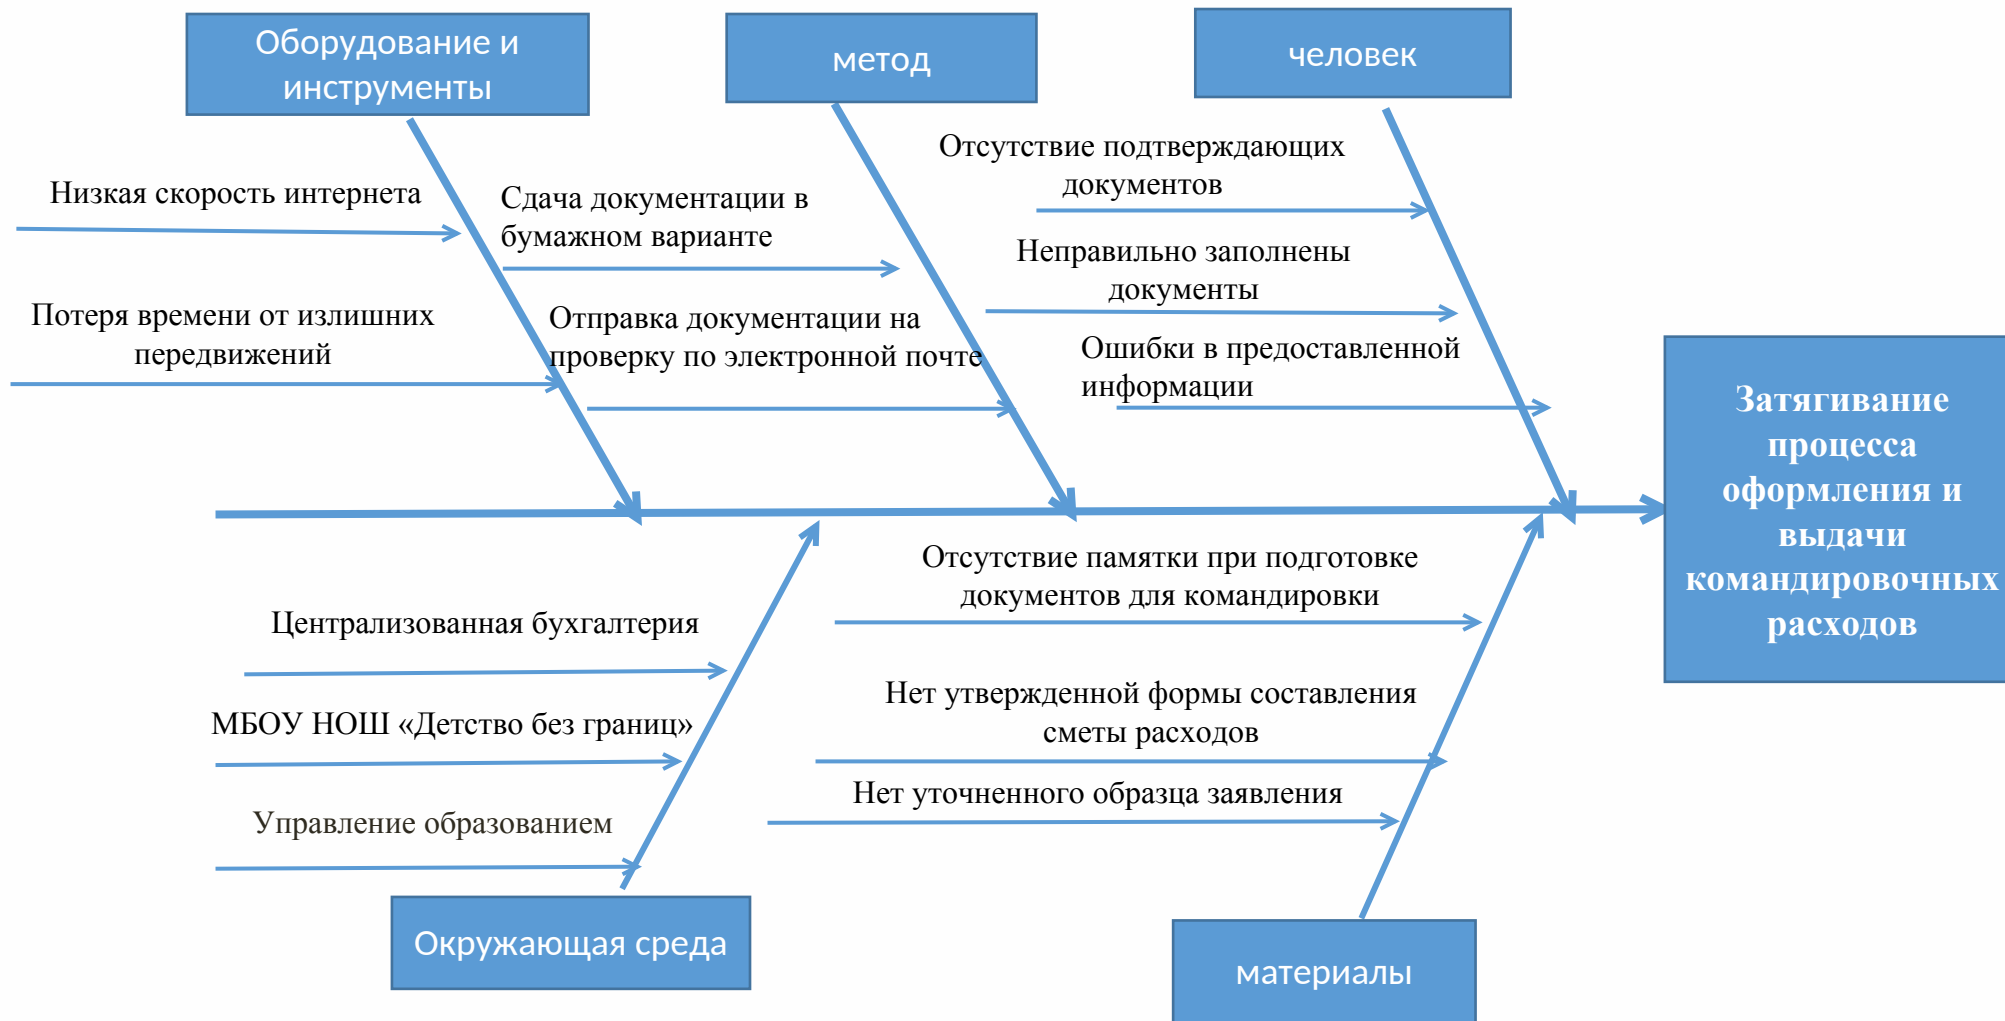 Оборудование и
инструменты
метод
человек
Низкая скорость интернета
Потеря времени от излишних
передвижений
Сдача документации в
бумажном варианте
Отправка документации на
проверку по электронной почте
Отсутствие подтверждающих
документов
Неправильно заполнены
документы
Ошибки в предоставленной
информации
Затягивание
процесса
оформления и
выдачи
командировочных
расходов
Централизованная бухгалтерия
МБОУ НОШ «Детство без границ»
Управление образованием
Отсутствие памятки при подготовке
документов для командировки
Нет утвержденной формы составления
сметы расходов
Нет уточненного образца заявления
Окружающая среда
материалы